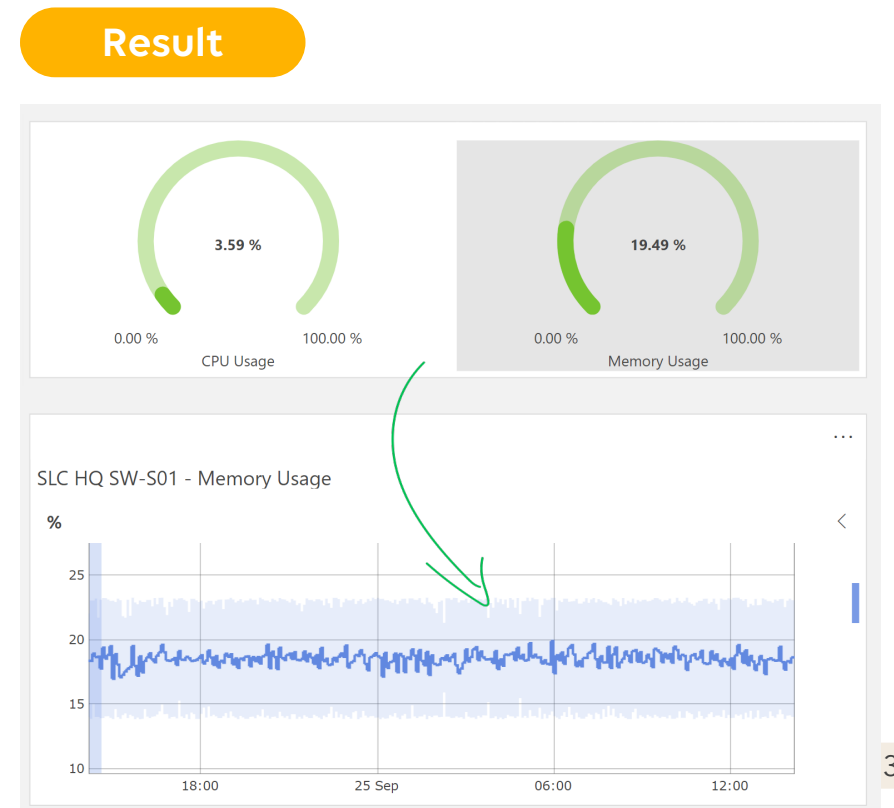 Result
3.59 %
19.49 %
0.00 % 100.00 % 0.00 % 100.00 %
CPU Usage Memory Usage
...
SLC HQ SW-S01 - Memory Usage
%
25
20
15
10
18:00 25 Sep 06:00 12:00
3